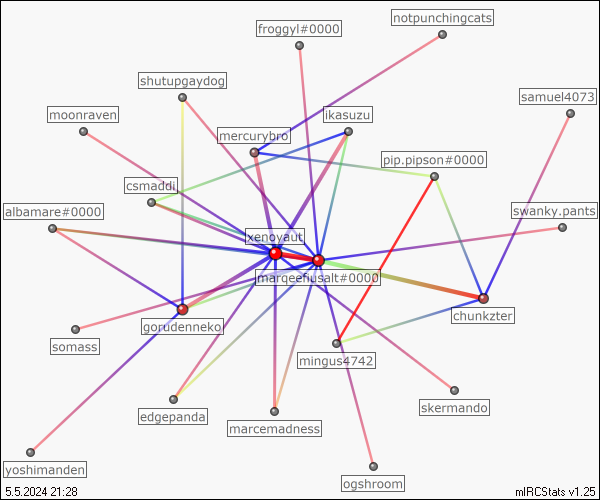 notpunchingcats
froggyl#0000
shutupgaydog
samuel4073
moonraven
ikasuzu
mercurybro
pip.pipson#0000
csmaddi
albamare#0000
swanky.pants
xenoyaut
marqeehusalt#0000
chunkzter
gorudenneko
somass
mingus4742
skermando
edgepanda
marcemadness
yoshimanden
ogshroom
5.5.2024 21:28
mIRCStats v1.25